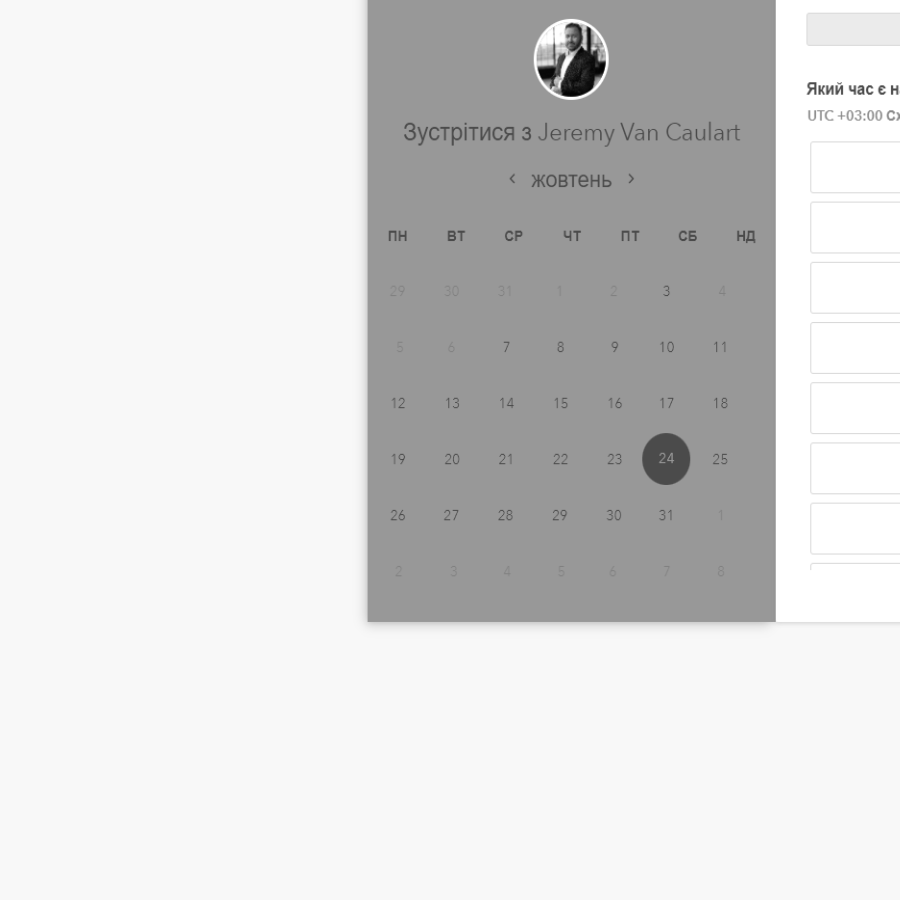 Зустрітися з Jeremy Van Caulart
‹ жовтень ›
ПН ВТ СР ЧТ ПТ СБ НД
29 30 31 1 2 3 4
5 6 7 8 9 10 11
12 13 14 15 16 17 18
19 20 21 22 23 24 25
26 27 28 29 30 31 1
2 3 4 5 6 7 8
Який час є
UTC +03:00